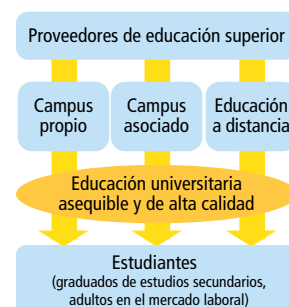 Proveedores de educación superior
Campus
propio
Campus
asociado
Educación
a distancia
Educación universitaria
asequible y de alta calidad
Estudiantes
(graduados de estudios secundarios,
adultos en el mercado laboral)